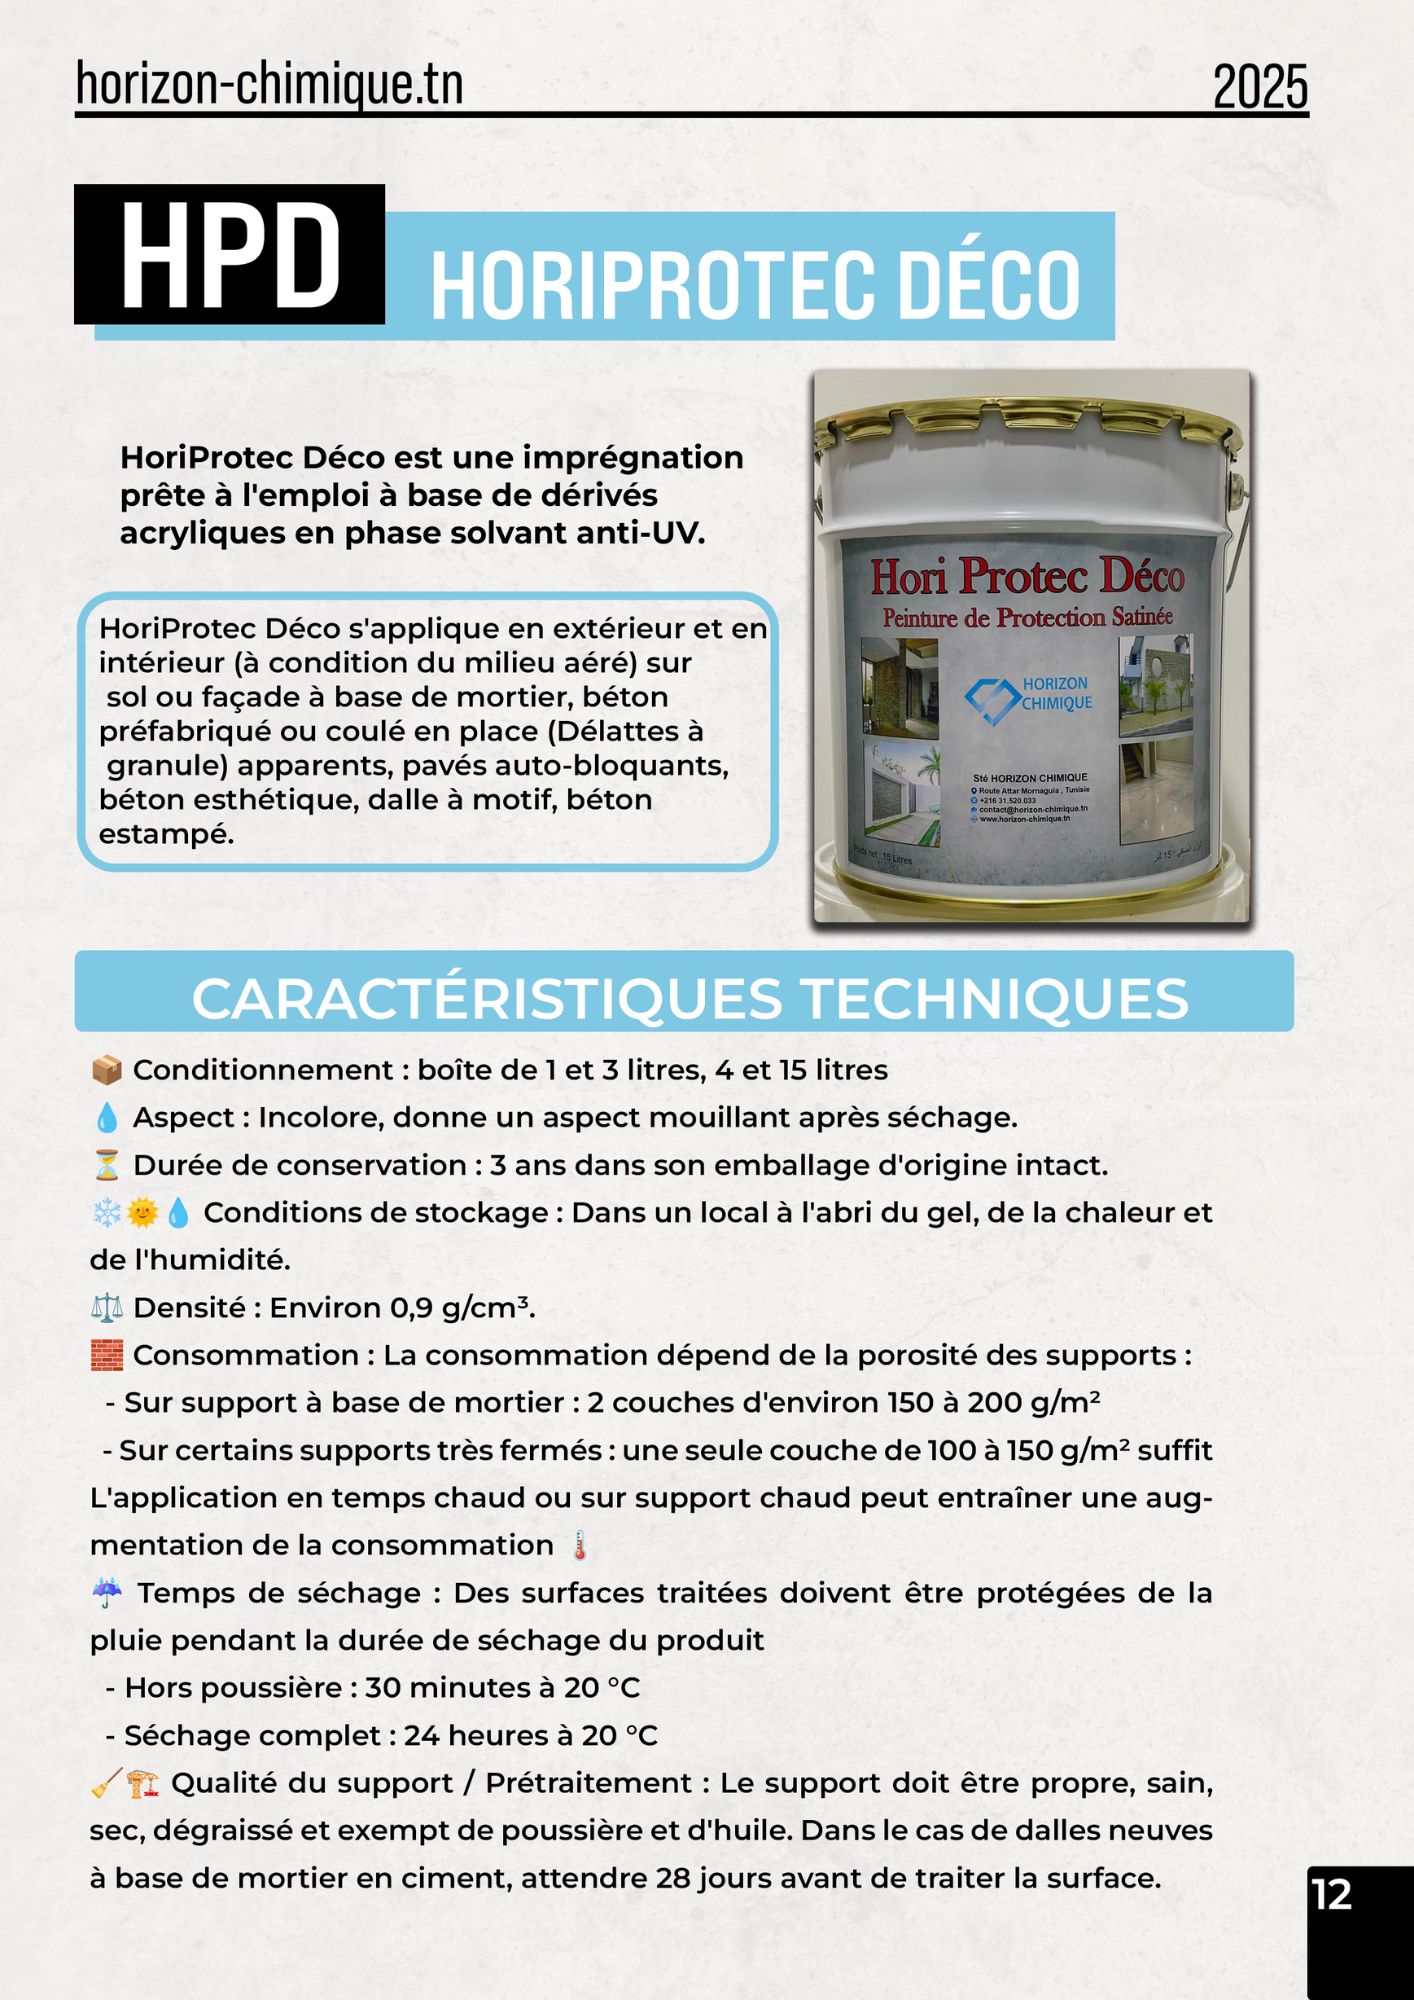 horizon-chimique.tn
2025
HPD
HORIPROTEC DÉCO
HoriProtec Déco est une imprégnation
prête à l'emploi à base de dérivés
acryliques en phase solvant anti-UV.
HoriProtec Déco s'applique en extérieur et en
intérieur (à condition du milieu aéré) sur
sol ou façade à base de mortier, béton
préfabriqué ou coulé en place (Délattes à
granule) apparents, pavés auto-bloquants,
béton esthétique, dalle à motif, béton
estampé.
Hori Protec Déco
Peinture de Protection Satinée
HORIZON
CHIMIQUE
Sté HORIZON CHIMIQUE
Route Attar Mornaguia , Tunisie
+216 31.520.033
contact@horizon-chimique.tn
www.horizon-chimique.tn
Poids net : 15 Litres
الوزن الصافي : 15 لتر
CARACTÉRISTIQUES TECHNIQUES
📦 Conditionnement : boîte de 1 et 3 litres, 4 et 15 litres
💧 Aspect : Incolore, donne un aspect mouillant après séchage.
⏳ Durée de conservation : 3 ans dans son emballage d'origine intact.
❄️🌞💧 Conditions de stockage : Dans un local à l'abri du gel, de la chaleur et
de l'humidité.
⚖️ Densité : Environ 0,9 g/cm³.
🧱 Consommation : La consommation dépend de la porosité des supports :
- Sur support à base de mortier : 2 couches d'environ 150 à 200 g/m²
- Sur certains supports très fermés : une seule couche de 100 à 150 g/m² suffit
L'application en temps chaud ou sur support chaud peut entraîner une aug-
mentation de la consommation 🌡️
☔ Temps de séchage : Des surfaces traitées doivent être protégées de la
pluie pendant la durée de séchage du produit
- Hors poussière : 30 minutes à 20 °C
- Séchage complet : 24 heures à 20 °C
🧹🏗️ Qualité du support / Prétraitement : Le support doit être propre, sain,
sec, dégraissé et exempt de poussière et d'huile. Dans le cas de dalles neuves
à base de mortier en ciment, attendre 28 jours avant de traiter la surface.
12